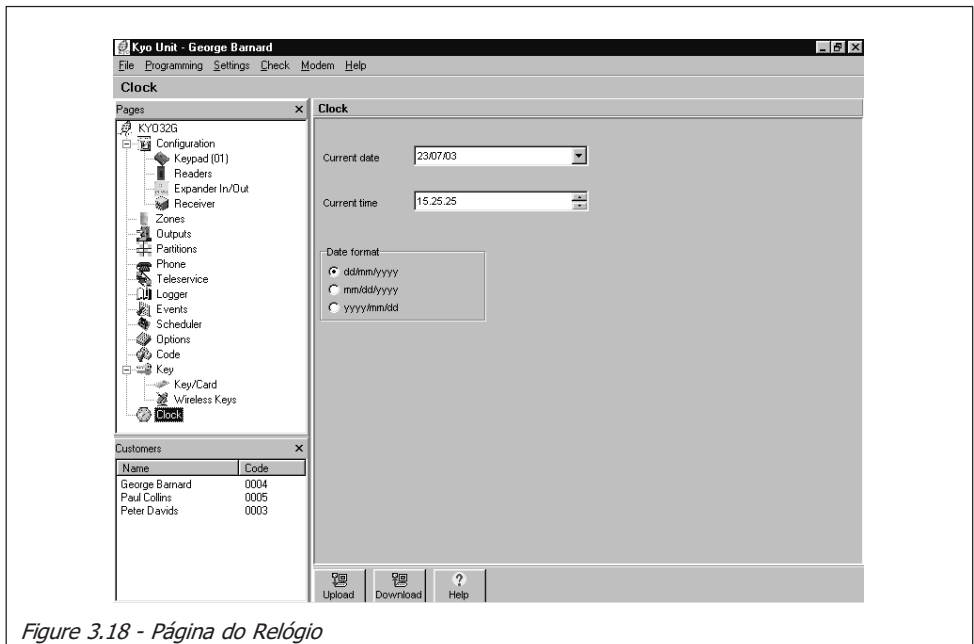 Kyo Unit - George Barnard
File Programming Settings Check Modem Help
Clock
Pages
KYO32G
Configuration
Keypad (01)
Readers
Expander In/Out
Receiver
Zones
Outputs
Partitions
Phone
Teleservice
Logger
Events
Scheduler
Options
Code
Key
Key/Card
Wireless Keys
Clock
Customers
Name Code
George Barnard 0004
Paul Collins 0005
Peter Davids 0003
Clock
Current date 23/07/03
Current time 15.25.25
Date format
dd/mm/yyyy
mm/dd/yyyy
yyyy/mm/dd
Upload Download Help
Figure 3.18 - Página do Relógio